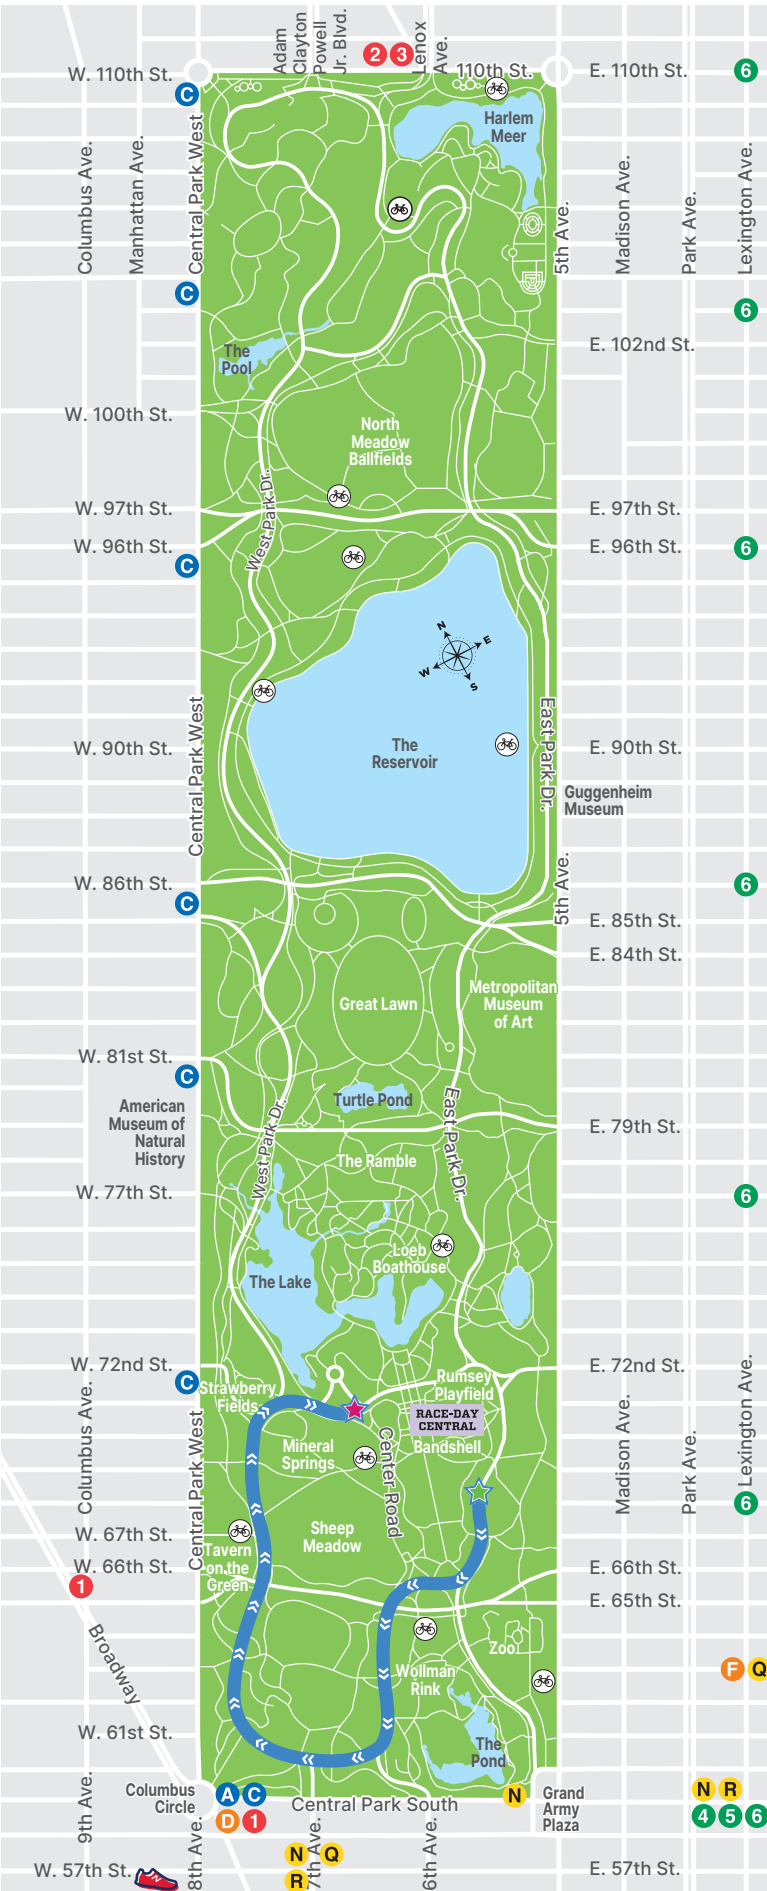 Adam
Clayton
Powell
Jr. Blvd.
2 3
Lenox
Ave.
W. 110th St.
110th St.
E. 110th St.
6
C
Harlem
Meer
Columbus Ave.
Manhattan Ave.
Central Park West
5th Ave.
Madison Ave.
Park Ave.
Lexington Ave.
C
6
The
Pool
E. 102nd St.
W. 100th St.
North
Meadow
Ballfields
West Park Dr.
W. 97th St.
E. 97th St.
W. 96th St.
E. 96th St.
6
C
N
E
W
S
Central Park West
East Park Dr.
W. 90th St.
The
Reservoir
E. 90th St.
Guggenheim
Museum
5th Ave.
W. 86th St.
6
C
E. 85th St.
E. 84th St.
Great Lawn
Metropolitan
Museum
of Art
W. 81st St.
C
American
Museum of
Natural
History
Turtle Pond
West Park Dr.
East Park Dr.
E. 79th St.
The Ramble
W. 77th St.
6
Loeb
Boathouse
The Lake
W. 72nd St.
E. 72nd St.
C
Strawberry
Fields
Rumsey
Playfield
RACE-DAY
CENTRAL
Bandshell
Mineral
Springs
Center Road
Columbus Ave.
Central Park West
Madison Ave.
Park Ave.
Lexington Ave.
6
W. 67th St.
Sheep
Meadow
Tavern
on the
Green
W. 66th St.
E. 66th St.
1
E. 65th St.
Broadway
Zoo
Wollman
Rink
F Q
W. 61st St.
The
Pond
Columbus
Circle
A C
D 1
Central Park South
N
Grand
Army
Plaza
N R
4 5 6
9th Ave.
8th Ave.
7th Ave.
6th Ave.
N Q
R
W. 57th St.
E. 57th St.